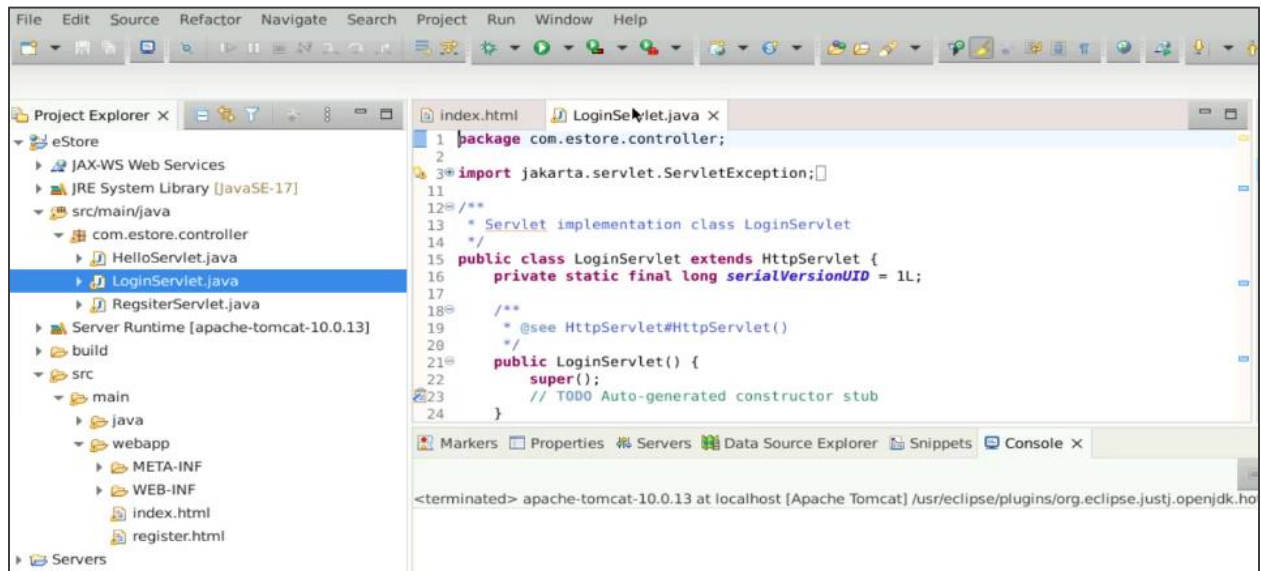 File Edit Source Refactor Navigate Search Project Run Window Help
Project Explorer
eStore
JAX-WS Web Services
JRE System Library [JavaSE-17]
src/main/java
com.estore.controller
HelloServlet.java
LoginServlet.java
RegsiterServlet.java
Server Runtime [apache-tomcat-10.0.13]
build
src
main
java
webapp
META-INF
WEB-INF
index.html
register.html
Servers
index.html LoginServlet.java
1 package com.estore.controller;
2
3 import jakarta.servlet.ServletException;
11
12 /**
13 * Servlet implementation class LoginServlet
14 */
15 public class LoginServlet extends HttpServlet {
16 private static final long serialVersionUID = 1L;
17
18 /**
19 * @see HttpServlet#HttpServlet()
20 */
21 public LoginServlet() {
22 super();
23 // TODO Auto-generated constructor stub
24 }
Markers Properties Servers Data Source Explorer Snippets Console
<terminated> apache-tomcat-10.0.13 at localhost [Apache Tomcat] /usr/eclipse/plugins/org.eclipse.justj.openjdk.ho